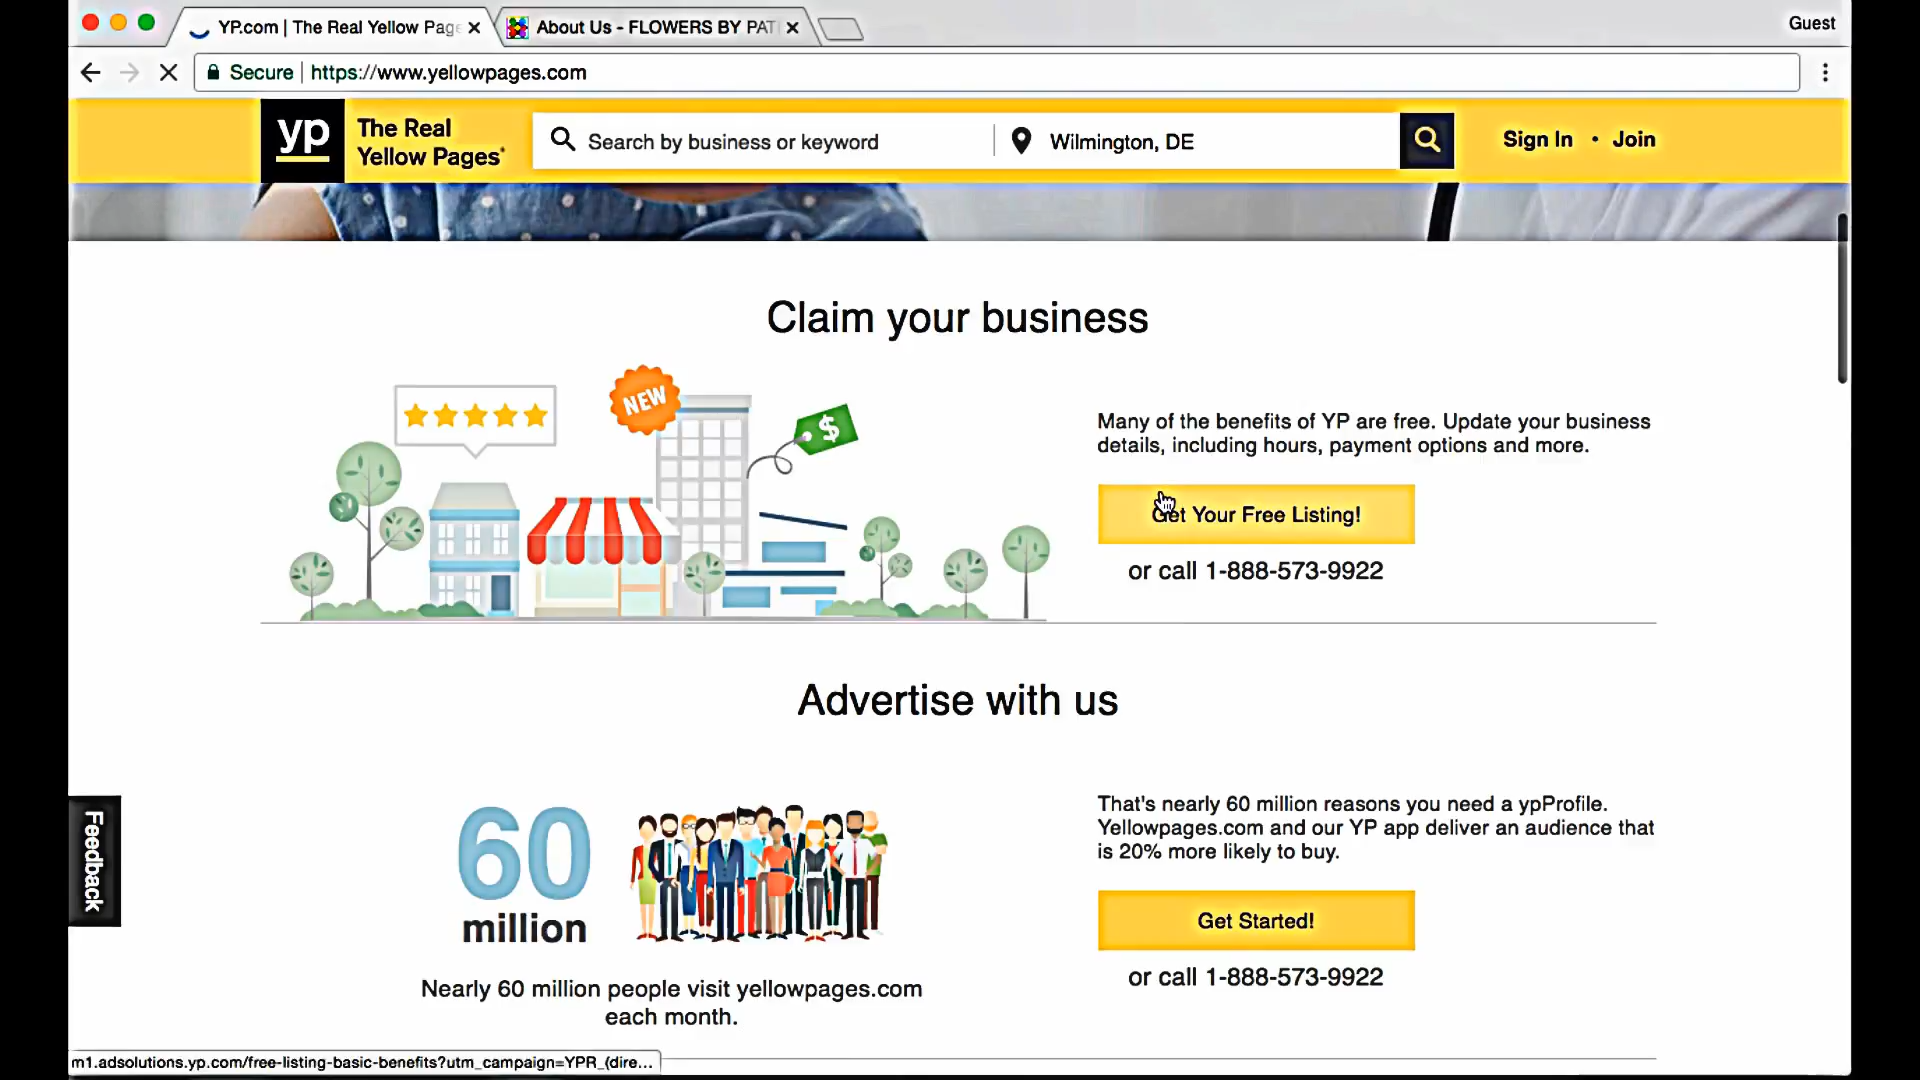 YP.com | The Real Yellow Page
About Us - FLOWERS BY PAT
Guest
Secure
https://www.yellowpages.com
yp
The Real
Yellow Pages
Search by business or keyword
Wilmington, DE
Sign In • Join
Claim your business
NEW
$
Many of the benefits of YP are free. Update your business
details, including hours, payment options and more.
Get Your Free Listing!
or call 1-888-573-9922
Advertise with us
60
million
Nearly 60 million people visit yellowpages.com
each month.
That's nearly 60 million reasons you need a ypProfile.
Yellowpages.com and our YP app deliver an audience that
is 20% more likely to buy.
Get Started!
or call 1-888-573-9922
Feedback
m1.adsolutions.yp.com/free-listing-basic-benefits?utm_campaign=YPR_(dire...